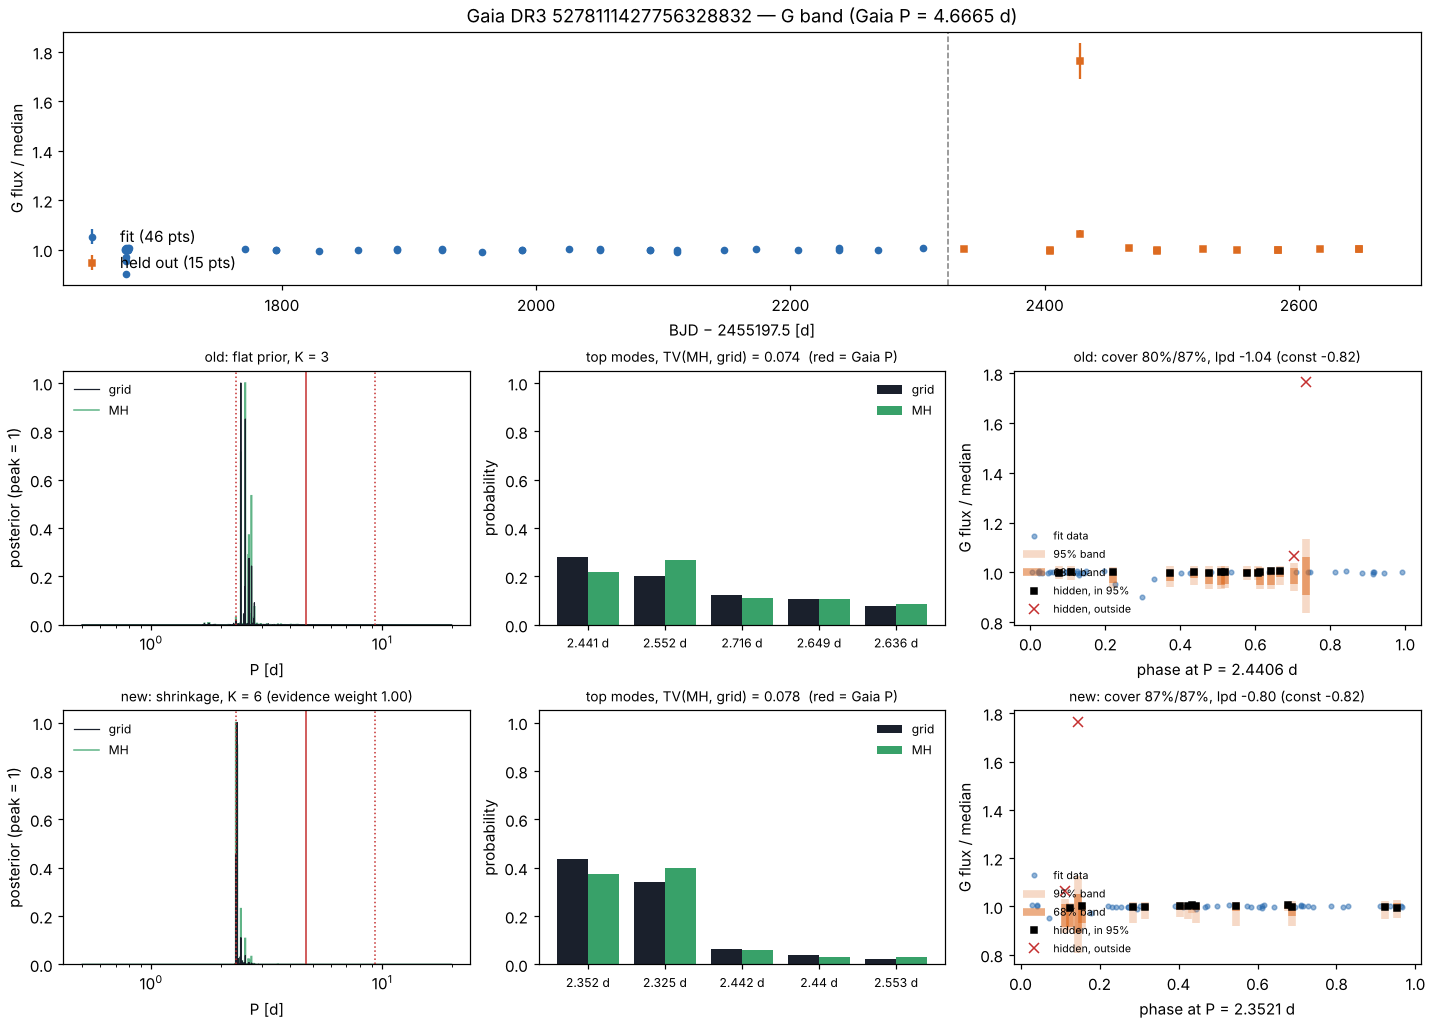 Gaia DR3 5278111427756328832 — G band (Gaia P = 4.6665 d)
G flux / median
1.8
1.6
1.4
1.2
1.0
fit (46 pts)
held out (15 pts)
1800
2000
2200
2400
2600
BJD − 2455197.5 [d]
old: flat prior, K = 3
posterior (peak = 1)
1.0
0.8
0.6
0.4
0.2
0.0
grid
MH
10⁰
10¹
P [d]
top modes, TV(MH, grid) = 0.074 (red = Gaia P)
probability
1.0
0.8
0.6
0.4
0.2
0.0
grid
MH
2.441 d
2.552 d
2.716 d
2.649 d
2.636 d
old: cover 80%/87%, lpd -1.04 (const -0.82)
G flux / median
1.8
1.6
1.4
1.2
1.0
0.8
fit data
95% band
68% band
hidden, in 95%
hidden, outside
0.0
0.2
0.4
0.6
0.8
1.0
phase at P = 2.4406 d
new: shrinkage, K = 6 (evidence weight 1.00)
posterior (peak = 1)
1.0
0.8
0.6
0.4
0.2
0.0
grid
MH
10⁰
10¹
P [d]
top modes, TV(MH, grid) = 0.078 (red = Gaia P)
probability
1.0
0.8
0.6
0.4
0.2
0.0
grid
MH
2.352 d
2.325 d
2.442 d
2.44 d
2.553 d
new: cover 87%/87%, lpd -0.80 (const -0.82)
G flux / median
1.8
1.6
1.4
1.2
1.0
0.8
fit data
95% band
68% band
hidden, in 95%
hidden, outside
0.0
0.2
0.4
0.6
0.8
1.0
phase at P = 2.3521 d